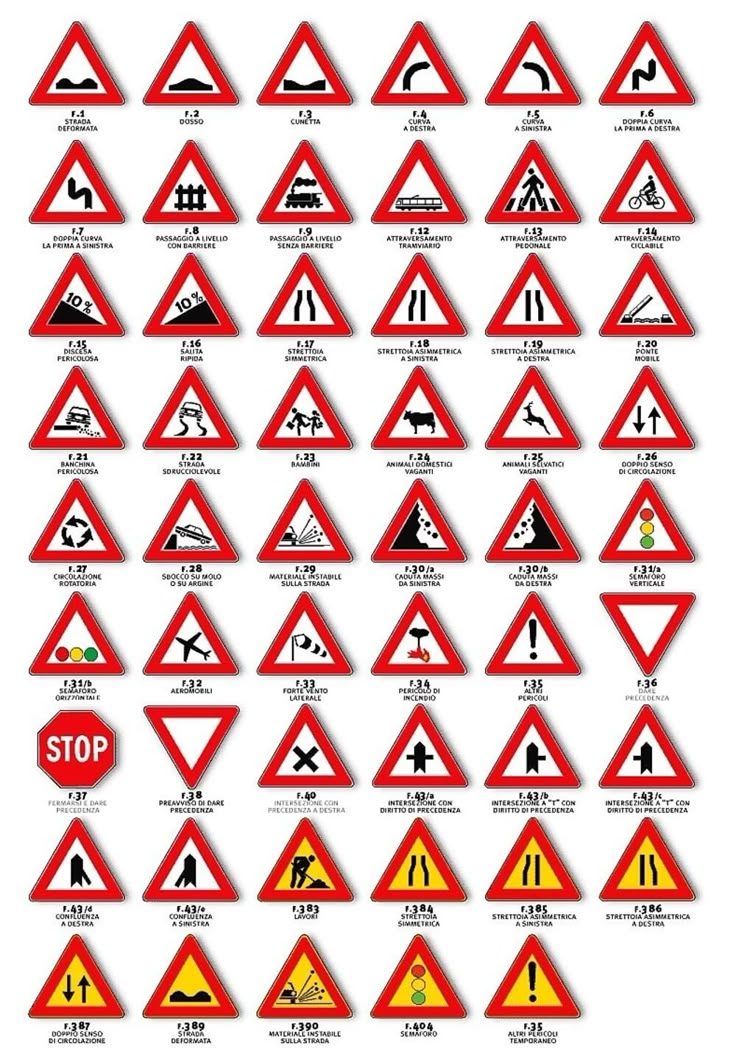 F.1
STRADA
DEFORMATA
F.2
DOSSO
F.3
CUNETTA
F.4
CURVA
A DESTRA
F.5
CURVA
A SINISTRA
F.6
DOPPIA CURVA
LA PRIMA A DESTRA
F.7
DOPPIA CURVA
LA PRIMA A SINISTRA
F.8
PASSAGGIO A LIVELLO
CON BARRIERE
F.9
PASSAGGIO A LIVELLO
SENZA BARRIERE
F.12
ATTRAVERSAMENTO
TRAMVIARIO
F.13
ATTRAVERSAMENTO
PEDONALE
F.14
ATTRAVERSAMENTO
CICLABILE
10%
F.15
DISCESA
PERICOLOSA
10%
F.16
SALITA
RIPIDA
F.17
STRETTOIA
SIMMETRICA
F.18
STRETTOIA ASIMMETRICA
A SINISTRA
F.19
STRETTOIA ASIMMETRICA
A DESTRA
F.20
PONTE
MOBILE
F.21
BANCHINA
PERICOLOSA
F.22
STRADA
SDRUCCIOLEVOLE
F.23
BAMBINI
F.24
ANIMALI DOMESTICI
VAGANTI
F.25
ANIMALI SELVATICI
VAGANTI
F.26
DOPPIO SENSO
DI CIRCOLAZIONE
F.27
CIRCOLAZIONE
ROTATORIA
F.28
SBOCCO SU MOLO
O SU ARGINE
F.29
MATERIALE INSTABILE
SULLA STRADA
F.30/a
CADUTA MASSI
DA SINISTRA
F.30/b
CADUTA MASSI
DA DESTRA
F.31/a
SEMAFORO
VERTICALE
F.31/b
SEMAFORO
ORIZZONTALE
F.32
AEROMOBILI
F.33
FORTE VENTO
LATERALE
F.34
PERICOLO DI
INCENDIO
!
F.35
ALTRI
PERICOLI
F.36
DARE
PRECEDENZA
STOP
F.37
FERMARSI E DARE
PRECEDENZA
F.38
PREAVVISO DI DARE
PRECEDENZA
F.40
INTERSEZIONE CON
PRECEDENZA A DESTRA
F.43/a
INTERSEZIONE CON
DIRITTO DI PRECEDENZA
F.43/b
INTERSEZIONE A "T" CON
DIRITTO DI PRECEDENZA
F.43/c
INTERSEZIONE A "T" CON
DIRITTO DI PRECEDENZA
F.43/d
CONFLUENZA
A DESTRA
F.43/e
CONFLUENZA
A SINISTRA
F.383
LAVORI
F.384
STRETTOIA
SIMMETRICA
F.385
STRETTOIA ASIMMETRICA
A SINISTRA
F.386
STRETTOIA ASIMMETRICA
A DESTRA
F.387
DOPPIO SENSO
DI CIRCOLAZIONE
F.389
STRADA
DEFORMATA
F.390
MATERIALE INSTABILE
SULLA STRADA
F.404
SEMAFORO
!
F.35
ALTRI PERICOLI
TEMPORANEO